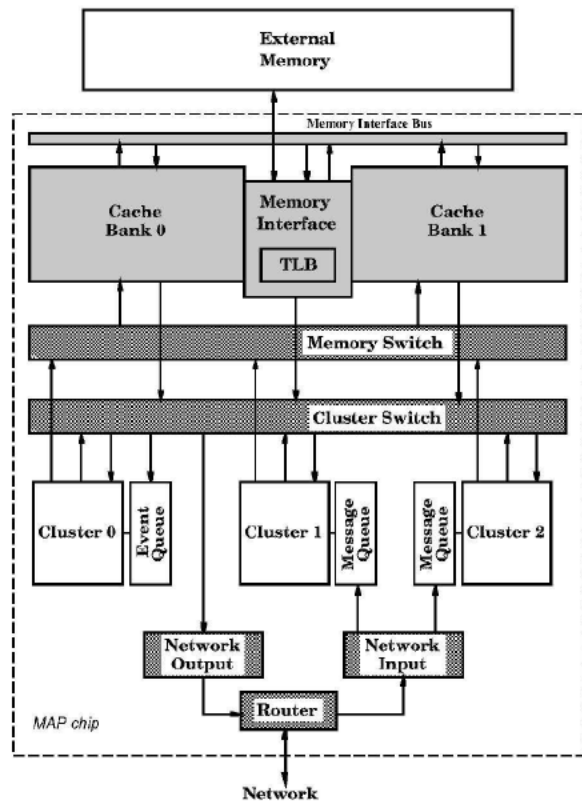 External
Memory
Memory Interface Bus
Cache
Bank 0
Memory
Interface
TLB
Cache
Bank 1
Memory Switch
Cluster Switch
Cluster 0
Event
Queue
Cluster 1
Message
Queue
Message
Queue
Cluster 2
Network
Output
Network
Input
Router
MAP chip
Network